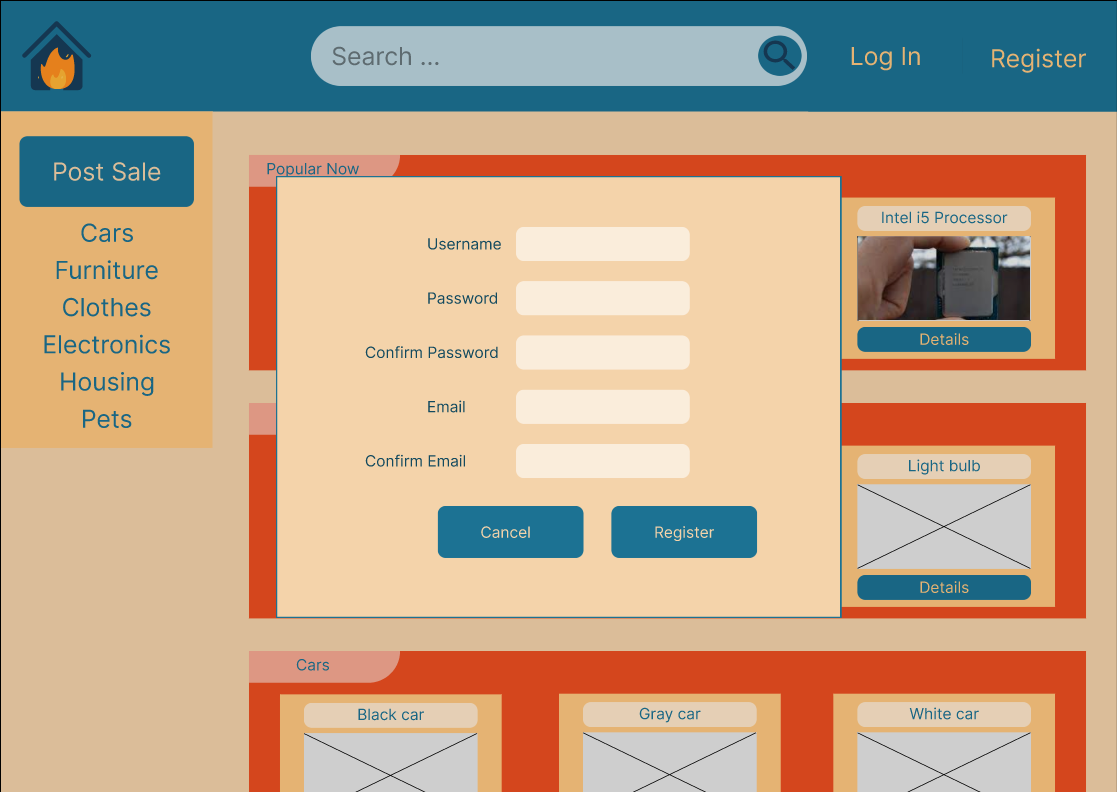 Search ...
Log In
Register
Post Sale
Cars
Furniture
Clothes
Electronics
Housing
Pets
Popular Now
Intel i5 Processor
Details
Username
Password
Confirm Password
Email
Confirm Email
Cancel
Register
Light bulb
Details
Cars
Black car
Gray car
White car